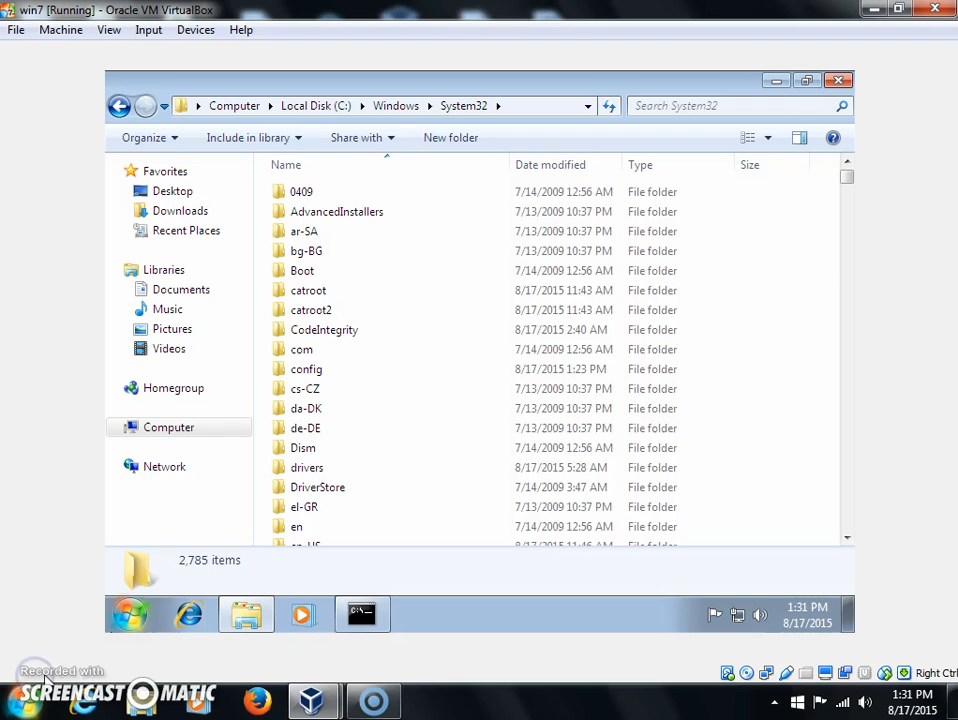 win7 [Running] - Oracle VM VirtualBox
File Machine View Input Devices Help
Computer Local Disk (C:) Windows System32
Search System32
Organize Include in library Share with New folder
Name Date modified Type Size
Favorites
Desktop
Downloads
Recent Places
Libraries
Documents
Music
Pictures
Videos
Homegroup
Computer
Network
0409 7/14/2009 12:56 AM File folder
AdvancedInstallers 7/13/2009 10:37 PM File folder
ar-SA 7/13/2009 10:37 PM File folder
bg-BG 7/13/2009 10:37 PM File folder
Boot 7/14/2009 12:56 AM File folder
catroot 8/17/2015 11:43 AM File folder
catroot2 8/17/2015 11:43 AM File folder
CodeIntegrity 8/17/2015 2:40 AM File folder
com 7/14/2009 12:56 AM File folder
config 8/17/2015 1:23 PM File folder
cs-CZ 7/13/2009 10:37 PM File folder
da-DK 7/13/2009 10:37 PM File folder
de-DE 7/13/2009 10:37 PM File folder
Dism 7/14/2009 12:56 AM File folder
drivers 8/17/2015 5:28 AM File folder
DriverStore 7/14/2009 3:47 AM File folder
el-GR 7/13/2009 10:37 PM File folder
en 7/14/2009 12:56 AM File folder
2,785 items
C:\_
1:31 PM
8/17/2015
Recorded with
SCREENCAST MATIC
Right Ctrl
1:31 PM
8/17/2015